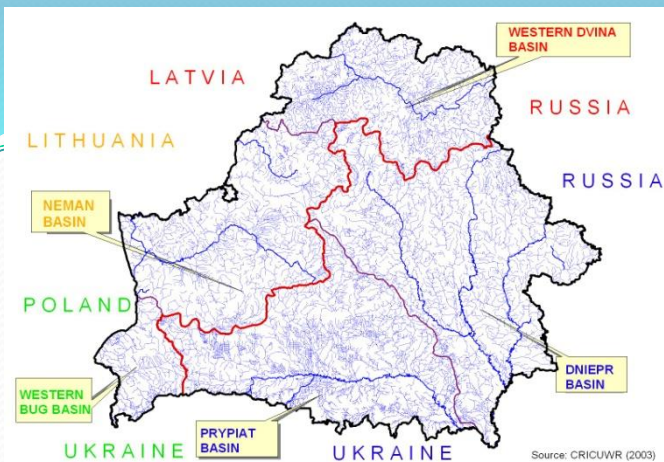 WESTERN DVINA
BASIN
LATVIA
RUSSIA
LITHUANIA
RUSSIA
NEMAN
BASIN
POLAND
DNIEPR
BASIN
WESTERN
BUG BASIN
PRYPIAT
BASIN
UKRAINE
UKRAINE
Source: CRICUWR (2003)